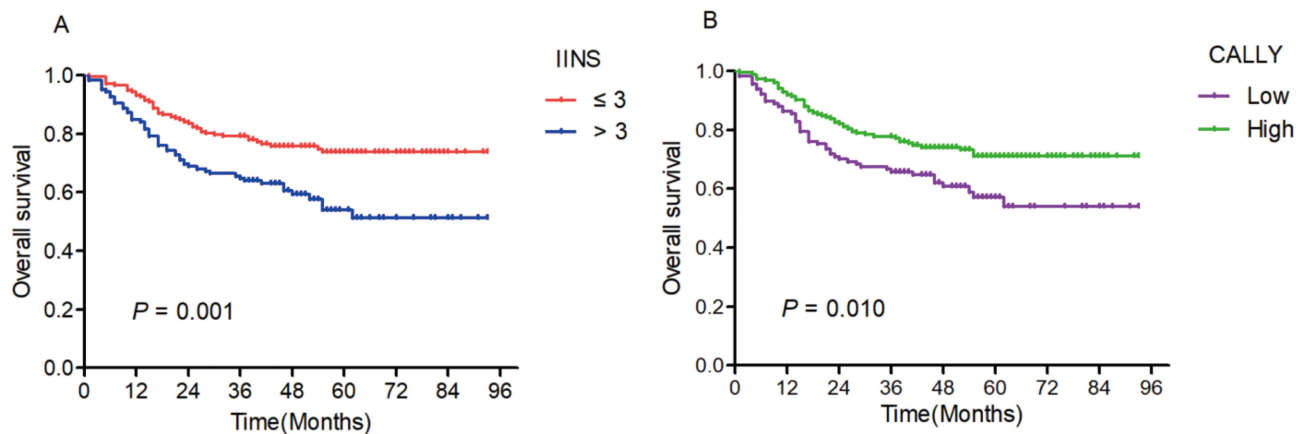 A
IINS
≤ 3
> 3
Overall survival
1.0
0.8
0.6
0.4
0.2
0.0
P = 0.001
0 12 24 36 48 60 72 84 96
Time(Months)
B
CALLY
Low
High
Overall survival
1.0
0.8
0.6
0.4
0.2
0.0
P = 0.010
0 12 24 36 48 60 72 84 96
Time(Months)